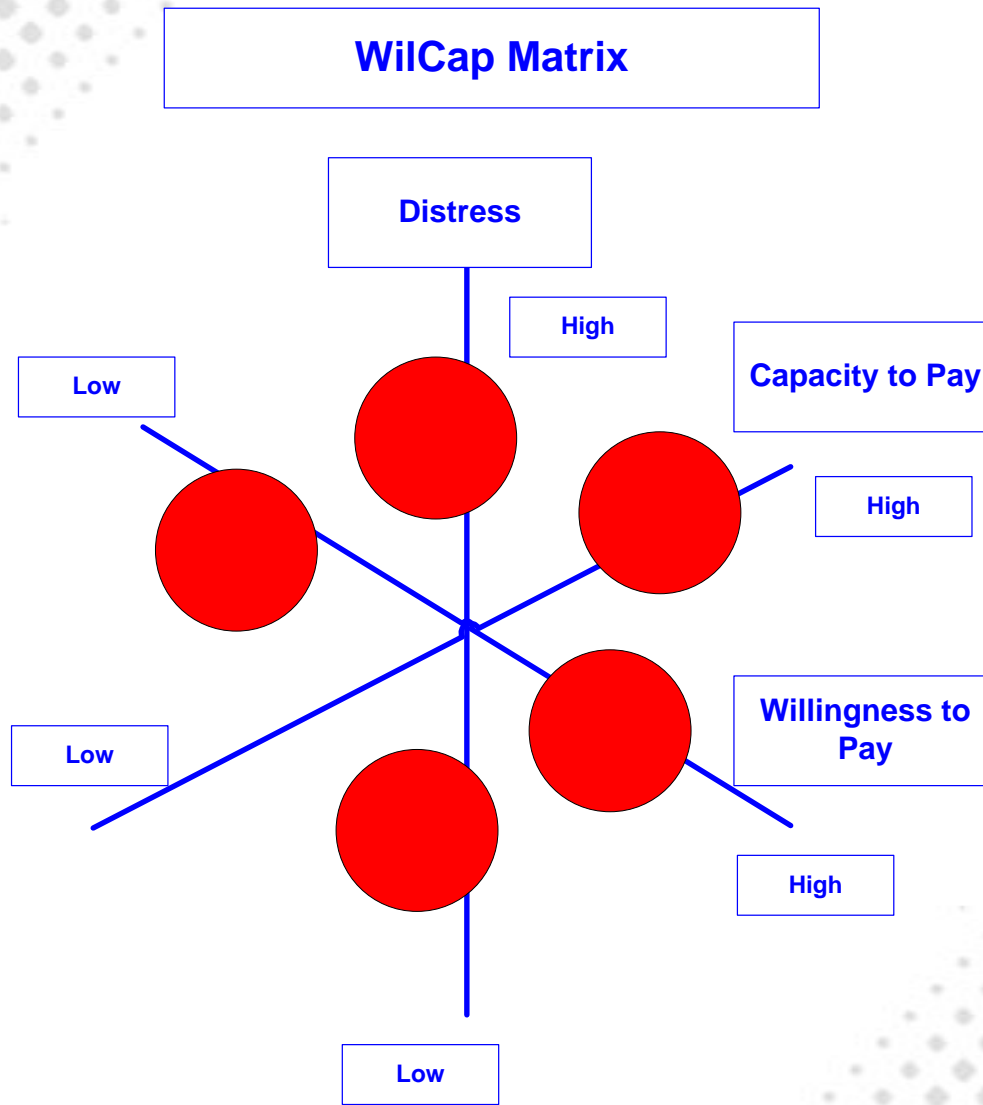 WilCap Matrix
Distress
High
Low
Capacity to Pay
High
Low
Willingness to
Pay
High
Low